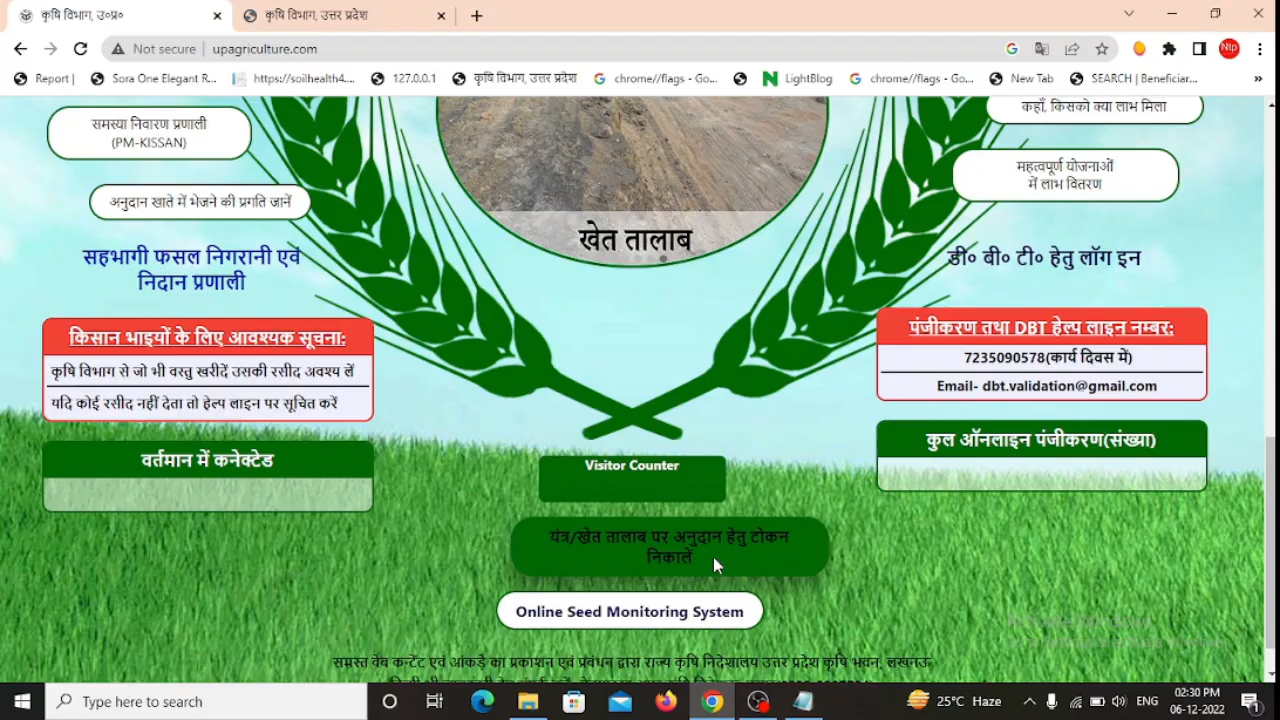 कृषि विभाग, उ०प्र०
कृषि विभाग, उत्तर प्रदेश
Not secure
upagriculture.com
Ntp
Report |
Sora One Elegant R...
https://soilhealth4....
127.0.0.1
कृषि विभाग, उत्तर प्रदेश
chrome//flags - Go...
LightBlog
chrome//flags - Go...
New Tab
SEARCH | Beneficiar...
समस्या निवारण प्रणाली
(PM-KISSAN)
अनुदान खाते में भेजने की प्रगति जानें
सहभागी फसल निगरानी एवं
निदान प्रणाली
किसान भाइयों के लिए आवश्यक सूचना:
कृषि विभाग से जो भी वस्तु खरीदें उसकी रसीद अवश्य लें
यदि कोई रसीद नहीं देता तो हेल्प लाइन पर सूचित करें
वर्तमान में कनेक्टेड
खेत तालाब
Visitor Counter
यंत्र/खेत तालाब पर अनुदान हेतु टोकन
निकालें
Online Seed Monitoring System
कहाँ, किसको क्या लाभ मिला
महत्वपूर्ण योजनाओं
में लाभ वितरण
डी० बी० टी० हेतु लॉग इन
पंजीकरण तथा DBT हेल्प लाइन नम्बर:
7235090578(कार्य दिवस में)
Email- dbt.validation@gmail.com
कुल ऑनलाइन पंजीकरण(संख्या)
समस्त वेब कन्टेंट एवं आंकड़े का प्रकाशन एवं प्रबंधन द्वारा राज्य कृषि निदेशालय उत्तर प्रदेश कृषि भवन, लखनऊ
Type here to search
25°C Haze
ENG
02:30 PM
06-12-2022
1